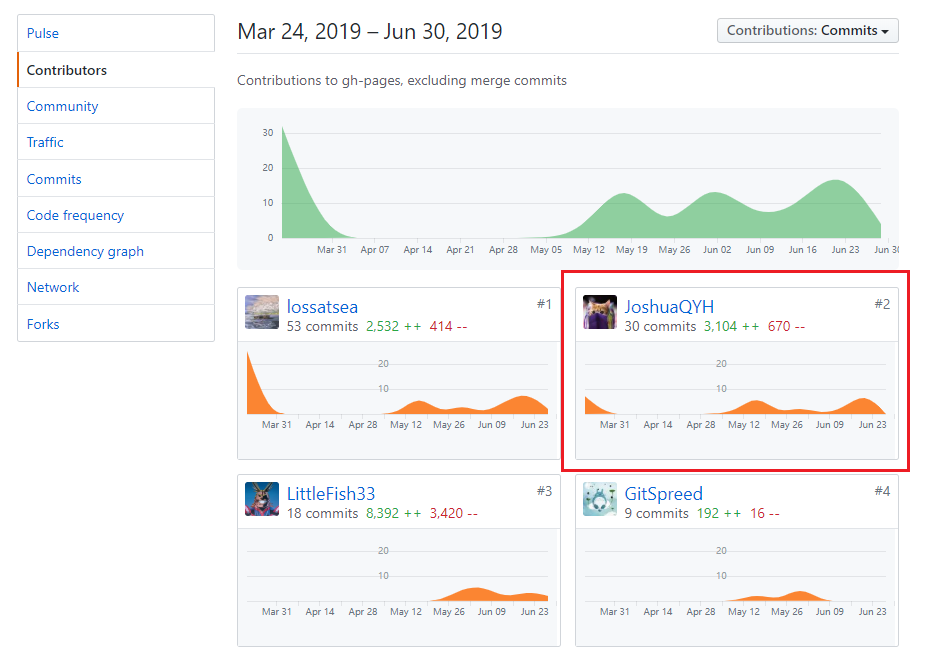 Pulse
Contributors
Community
Traffic
Commits
Code frequency
Dependency graph
Network
Forks
Mar 24, 2019 – Jun 30, 2019
Contributions: Commits
Contributions to gh-pages, excluding merge commits
30
20
10
0
Mar 31 Apr 07 Apr 14 Apr 21 Apr 28 May 05 May 12 May 19 May 26 Jun 02 Jun 09 Jun 16 Jun 23 Jun 30
lossatsea #1
53 commits 2,532 ++ 414 --
20
10
Mar 31 Apr 14 Apr 28 May 12 May 26 Jun 09 Jun 23
JoshuaQYH #2
30 commits 3,104 ++ 670 --
20
10
Mar 31 Apr 14 Apr 28 May 12 May 26 Jun 09 Jun 23
LittleFish33 #3
18 commits 8,392 ++ 3,420 --
20
10
Mar 31 Apr 14 Apr 28 May 12 May 26 Jun 09 Jun 23
GitSpreed #4
9 commits 192 ++ 16 --
20
10
Mar 31 Apr 14 Apr 28 May 12 May 26 Jun 09 Jun 23